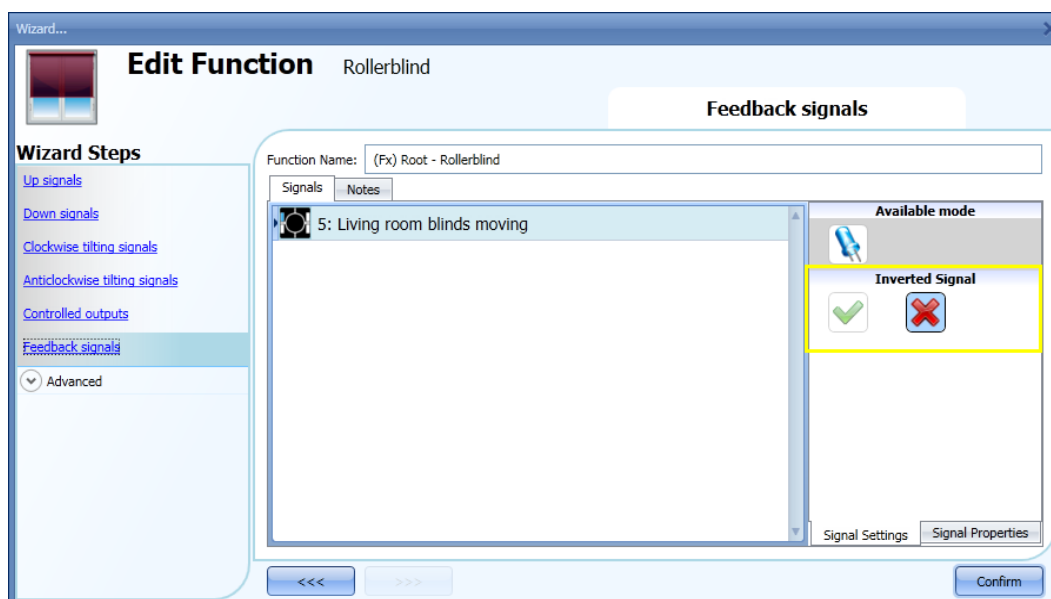 Wizard...
Edit Function Rollerblind
Feedback signals
Wizard Steps
Up signals
Down signals
Clockwise tilting signals
Anticlockwise tilting signals
Controlled outputs
Feedback signals
Advanced
Function Name: (Fx) Root - Rollerblind
Signals Notes
5: Living room blinds moving
Available mode
Inverted Signal
Signal Settings Signal Properties
<<< >>> Confirm